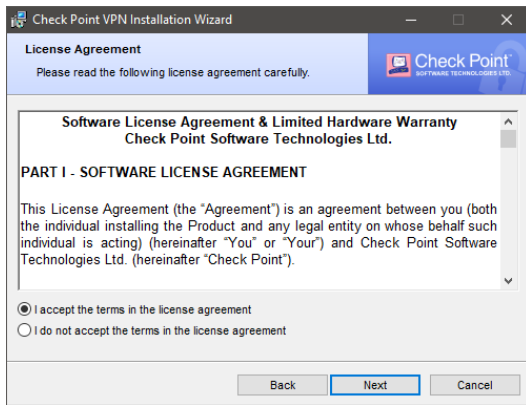 Check Point VPN Installation Wizard
License Agreement
Please read the following license agreement carefully.
Check Point
SOFTWARE TECHNOLOGIES LTD.
Software License Agreement & Limited Hardware Warranty
Check Point Software Technologies Ltd.
PART I - SOFTWARE LICENSE AGREEMENT
This License Agreement (the “Agreement”) is an agreement between you (both
the individual installing the Product and any legal entity on whose behalf such
individual is acting) (hereinafter “You” or “Your”) and Check Point Software
Technologies Ltd. (hereinafter “Check Point”).
I accept the terms in the license agreement
I do not accept the terms in the license agreement
Back Next Cancel